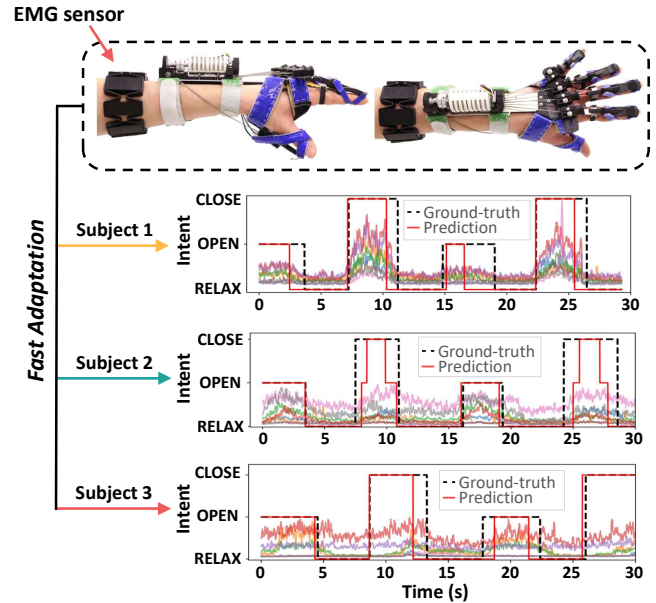 EMG sensor
Fast Adaptation
Subject 1
Intent
CLOSE
OPEN
RELAX
Ground-truth
Prediction
0 5 10 15 20 25 30
Subject 2
Intent
CLOSE
OPEN
RELAX
Ground-truth
Prediction
0 5 10 15 20 25 30
Subject 3
Intent
CLOSE
OPEN
RELAX
Ground-truth
Prediction
0 5 10 15 20 25 30
Time (s)